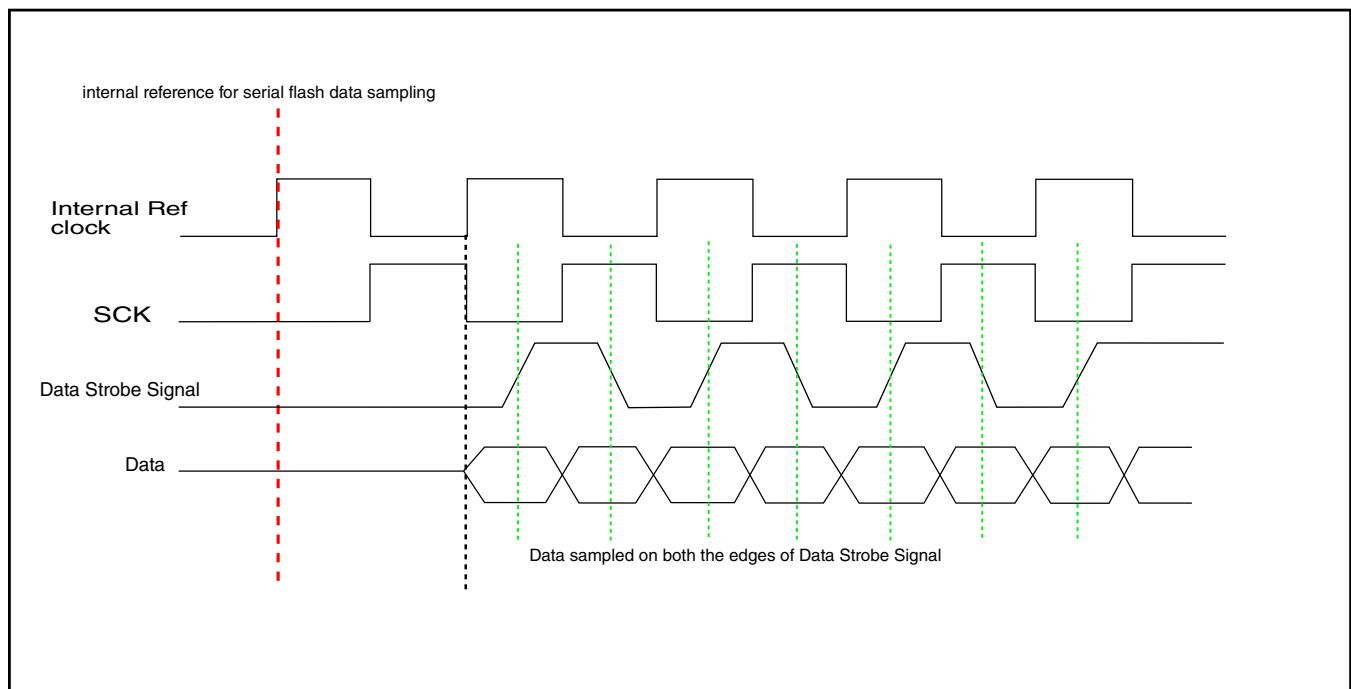 internal reference for serial flash data sampling
Internal Ref
clock
SCK
Data Strobe Signal
Data
Data sampled on both the edges of Data Strobe Signal